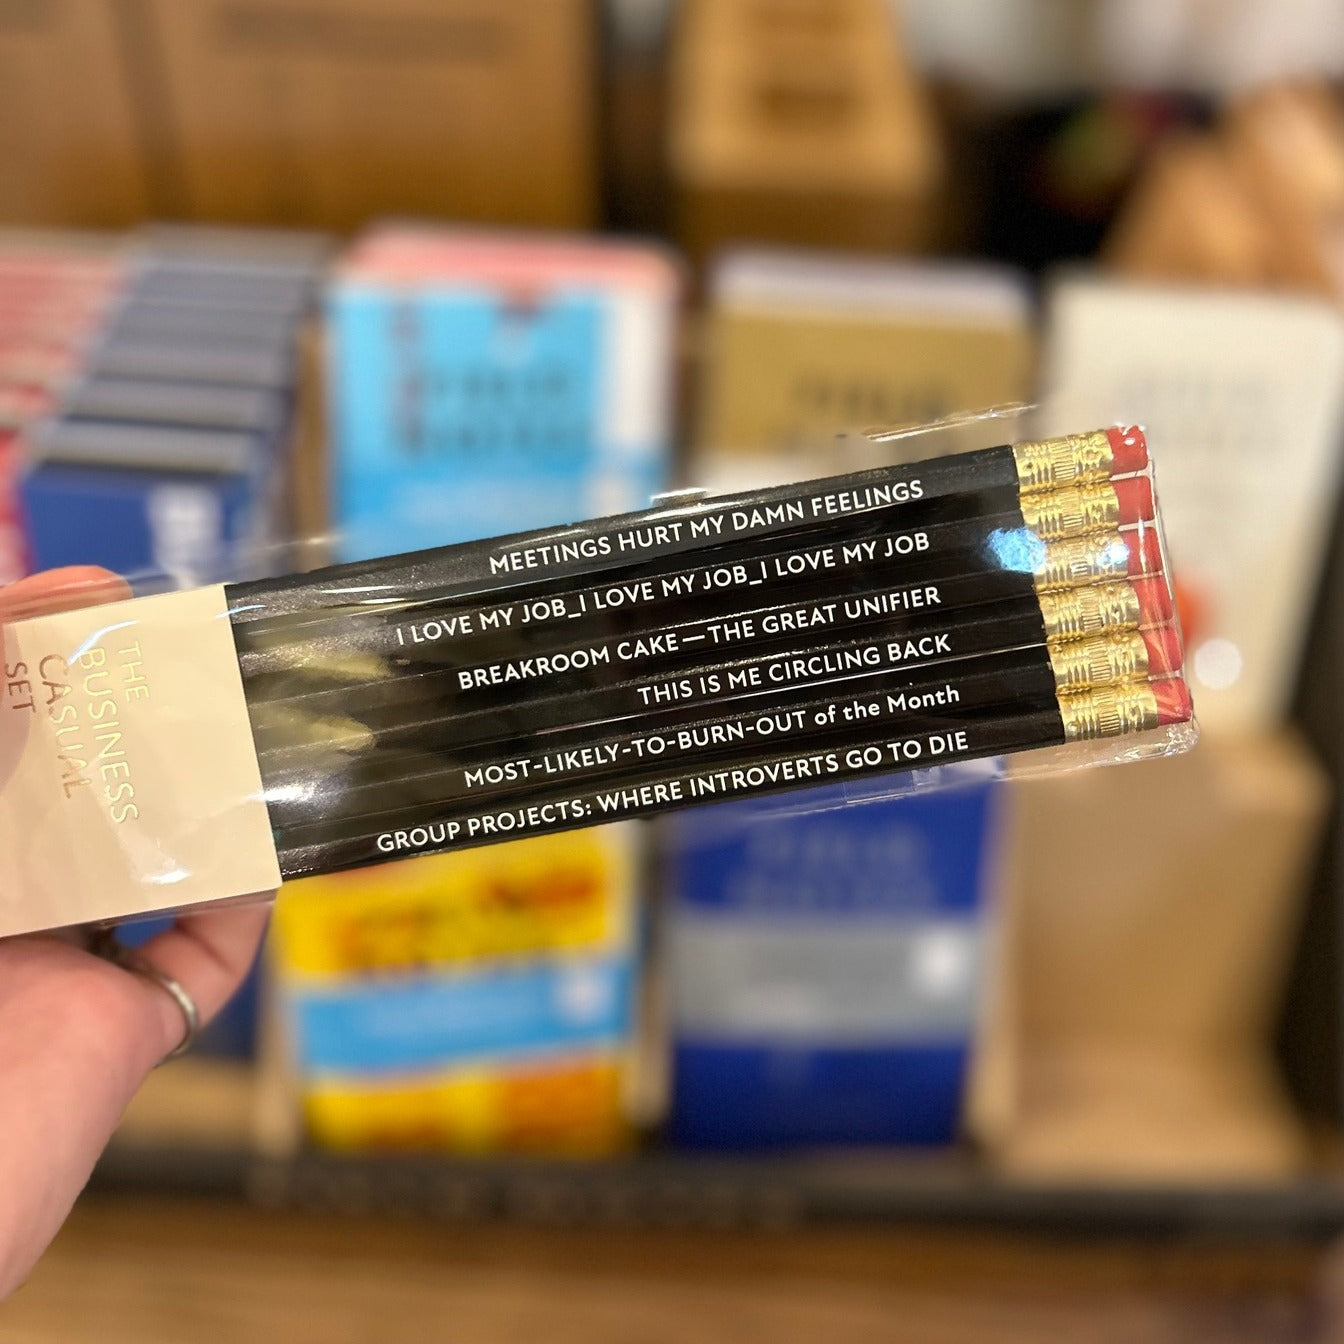 MEETINGS HURT MY DAMN FEELINGS
I LOVE MY JOB_I LOVE MY JOB_I LOVE MY JOB
BREAKROOM CAKE—THE GREAT UNIFIER
THIS IS ME CIRCLING BACK
MOST-LIKELY-TO-BURN-OUT of the Month
GROUP PROJECTS: WHERE INTROVERTS GO TO DIE
THE
BUSINESS
CASUAL
SET